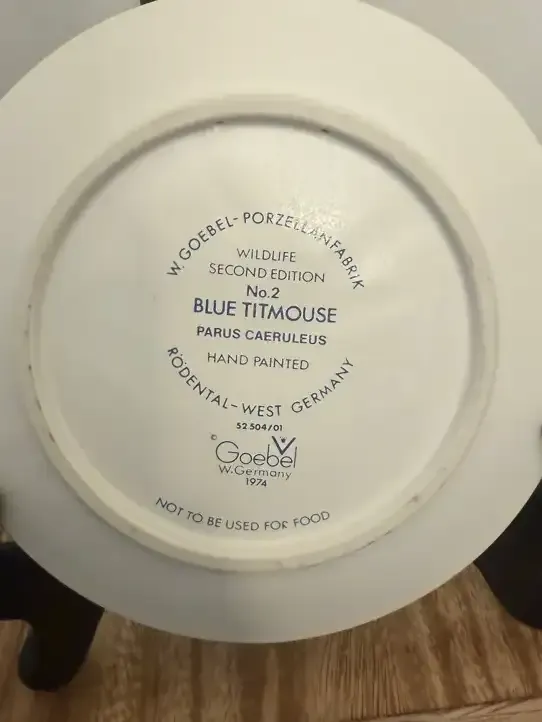 W. GOEBEL-PORZELLANFABRIK
WILDLIFE
SECOND EDITION
No.2
BLUE TITMOUSE
PARUS CAERULEUS
HAND PAINTED
RÖDENTAL-WEST GERMANY
52 504/01
© Goebel
W.Germany
1974
NOT TO BE USED FOR FOOD